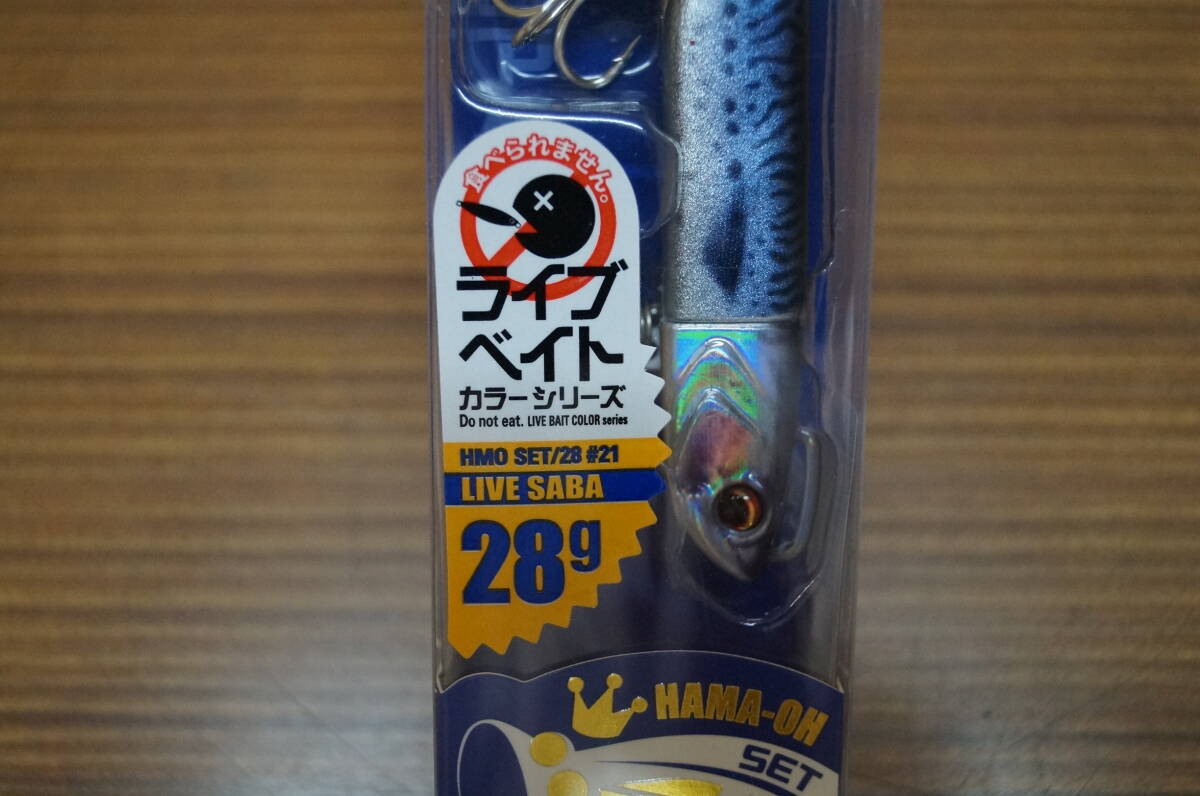 食べられません。
ライブ
ベイト
カラーシリーズ
Do not eat. LIVE BAIT COLOR series
HMO SET/28 #21
LIVE SABA
28g
HAMA-OH
SET